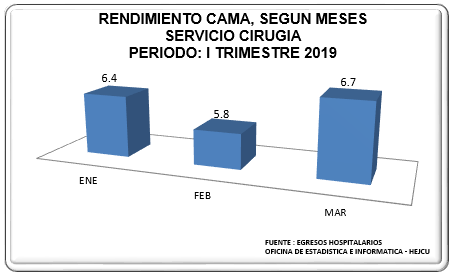 RENDIMIENTO CAMA, SEGUN MESES
SERVICIO CIRUGIA
PERIODO: I TRIMESTRE 2019
6.4
5.8
6.7
ENE
FEB
MAR
FUENTE : EGRESOS HOSPITALARIOS
OFICINA DE ESTADISTICA E INFORMATICA - HEJCU